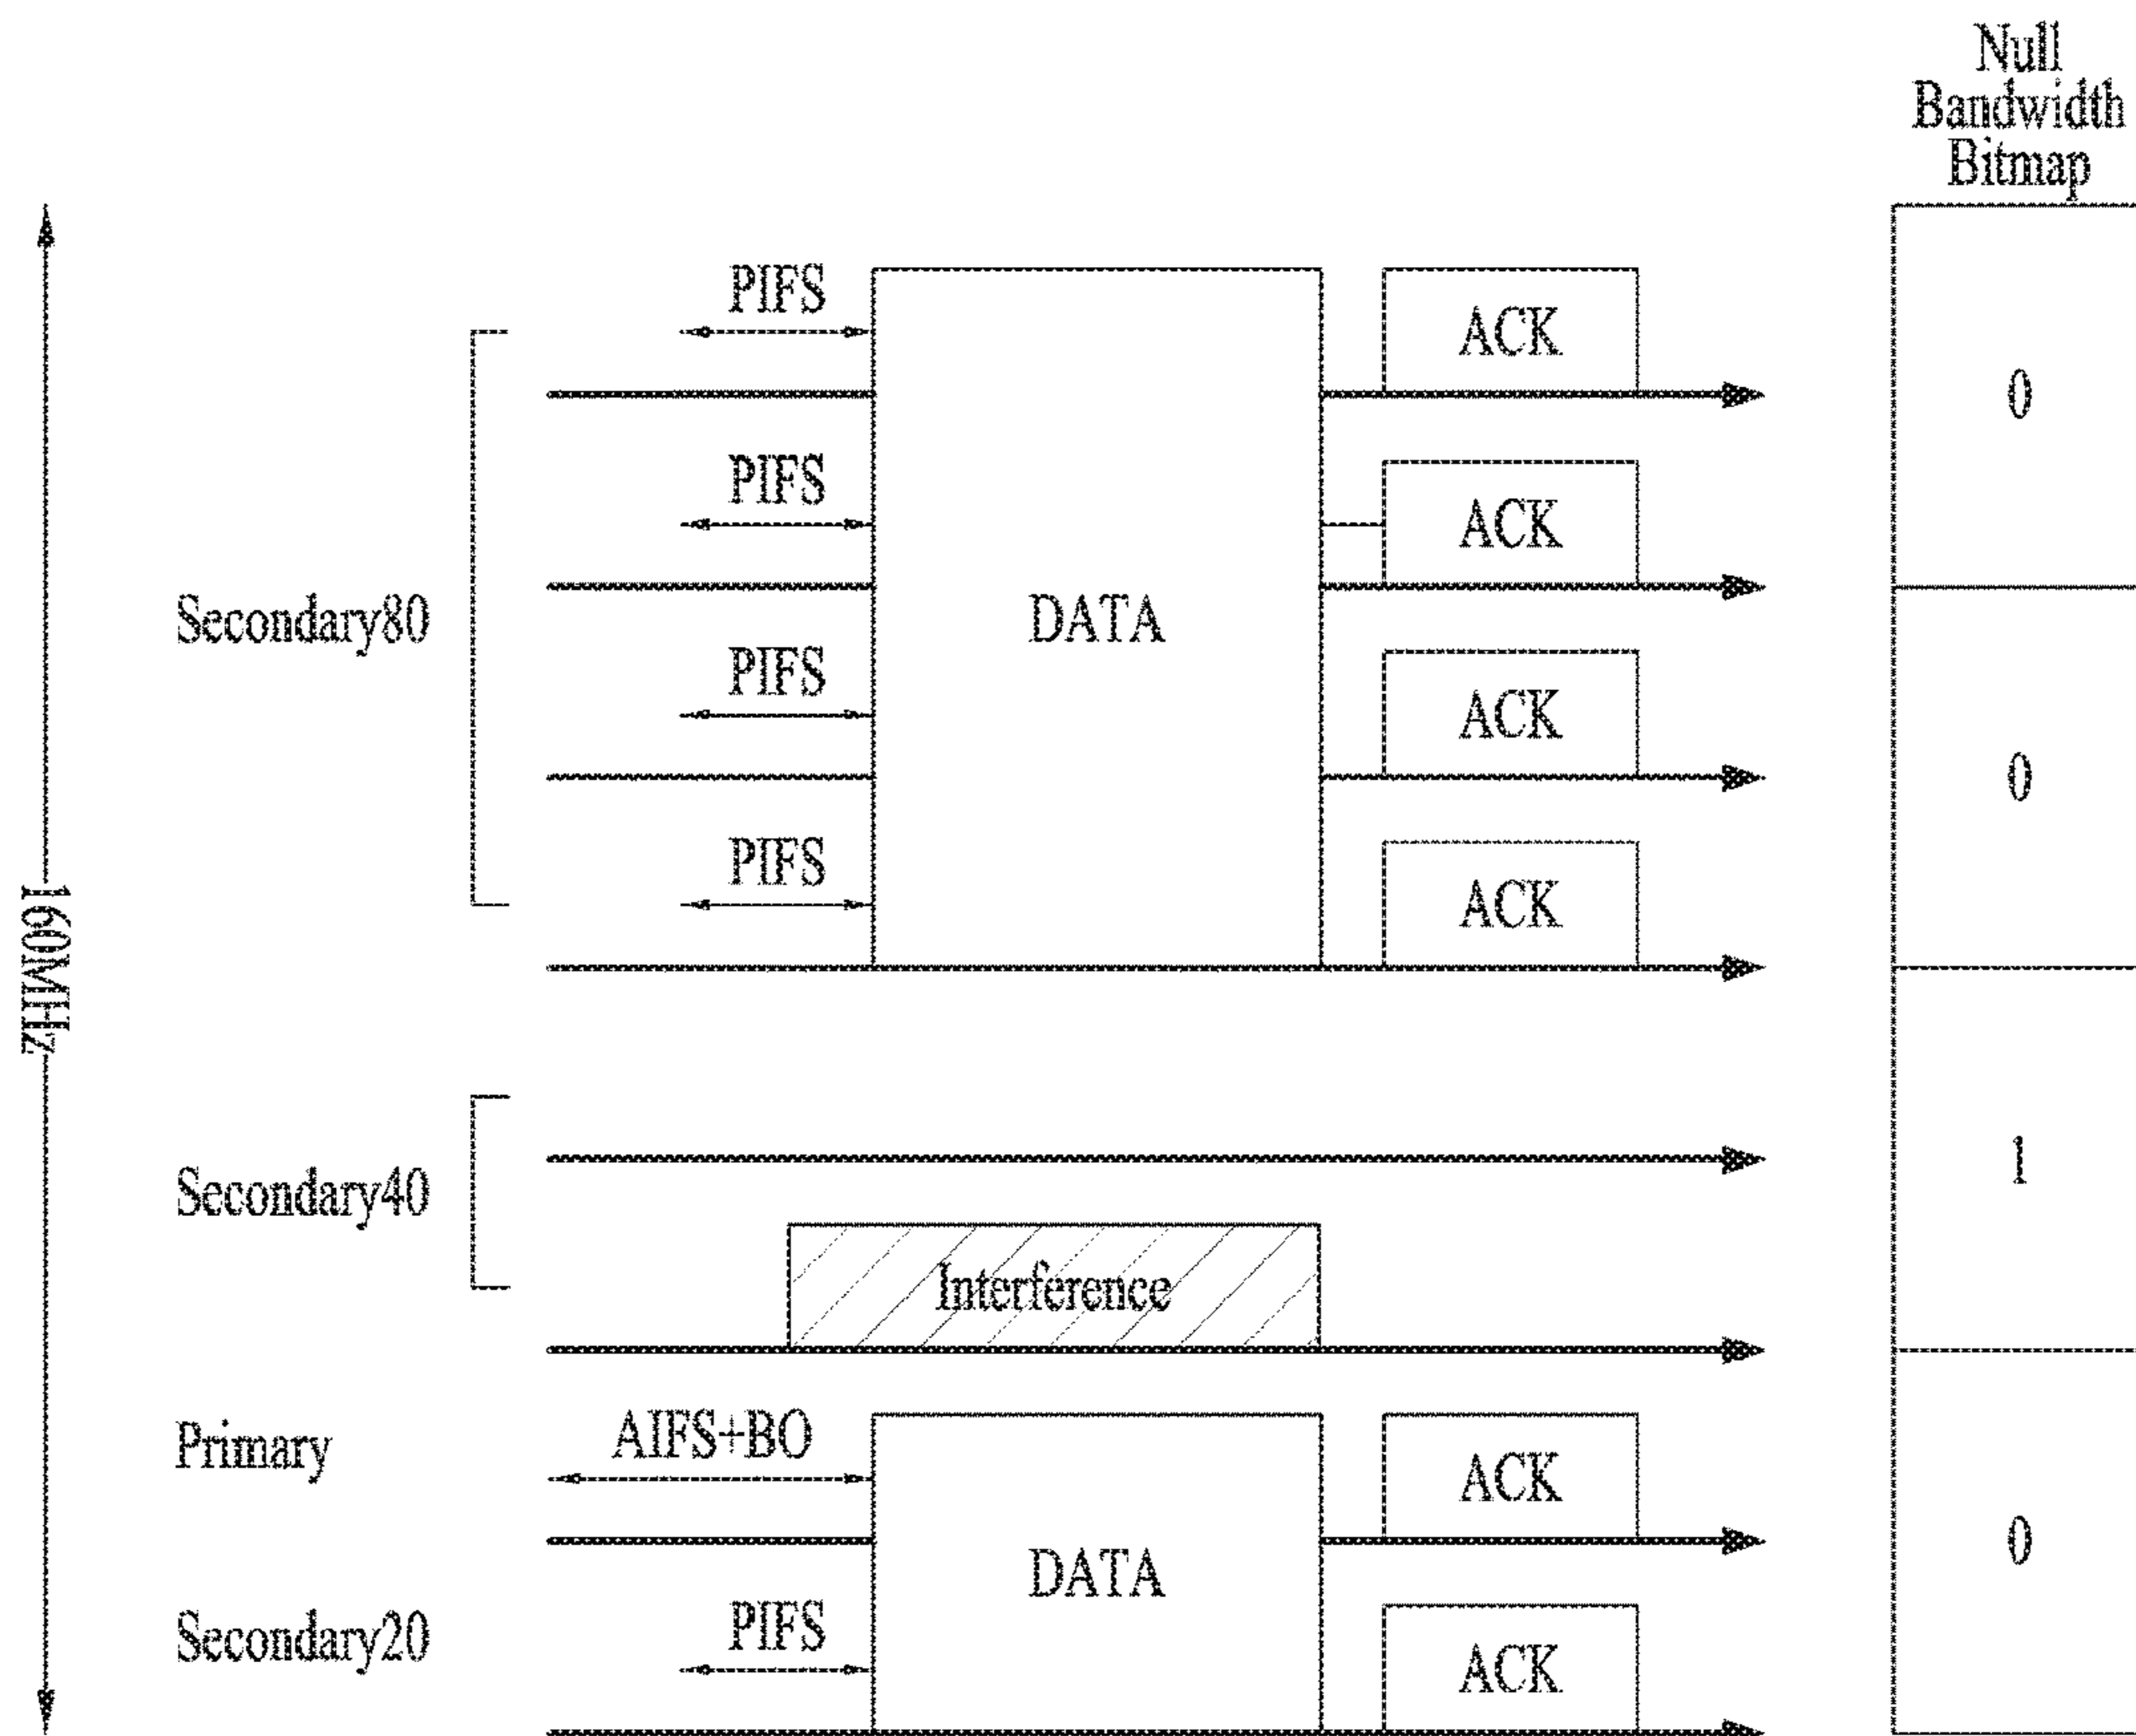 Null
Bandwidth
Bitmap
PIFS
ACK
0
PIFS
ACK
Secondary80
DATA
PIFS
ACK
0
PIFS
ACK
160MHz
1
Secondary40
Interference
Primary
AIFS+BO
ACK
0
DATA
Secondary20
PIFS
ACK